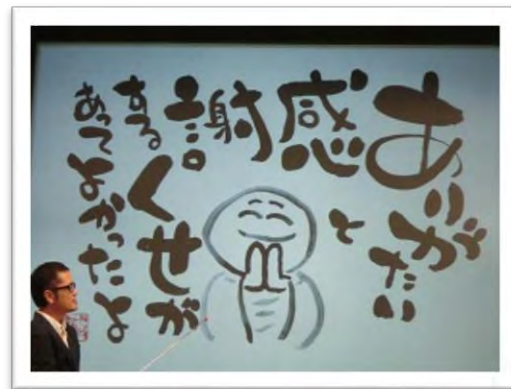 ありがたい
と
感謝
する
くせが
あってよかったよ